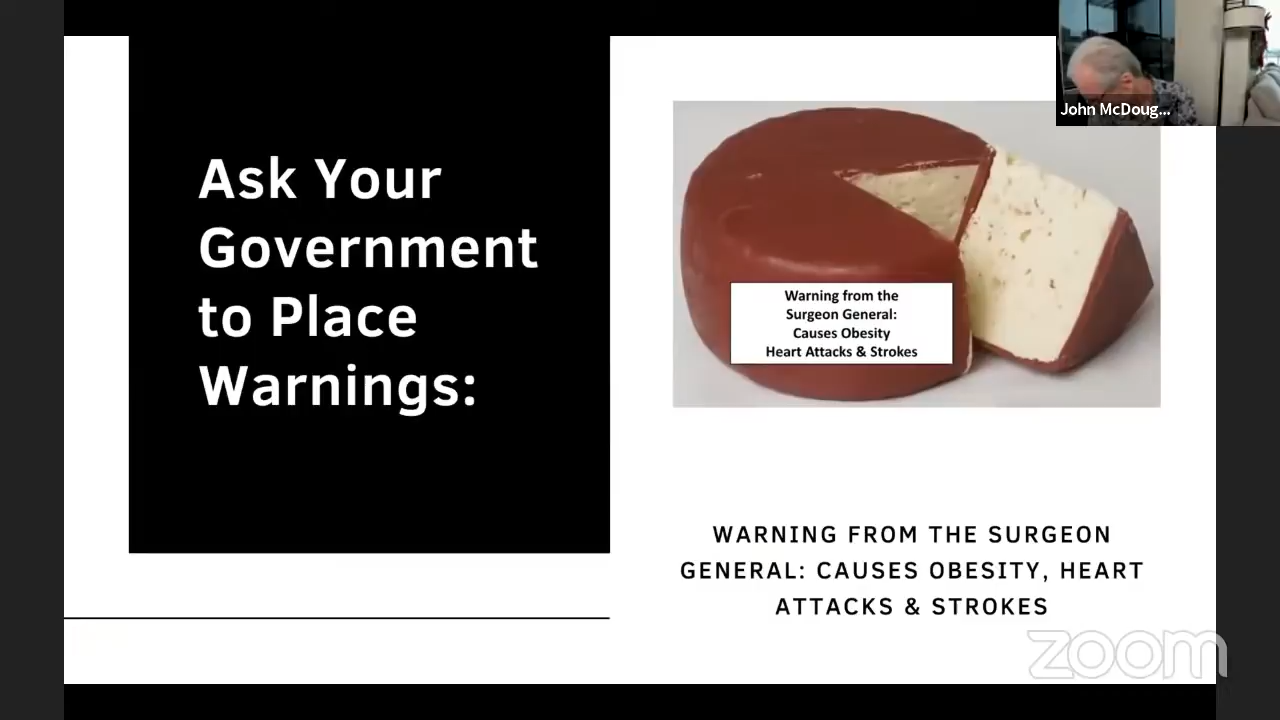 John McDoug...
Ask Your
Government
to Place
Warnings:
Warning from the
Surgeon General:
Causes Obesity
Heart Attacks & Strokes
WARNING FROM THE SURGEON
GENERAL: CAUSES OBESITY, HEART
ATTACKS & STROKES
zoom